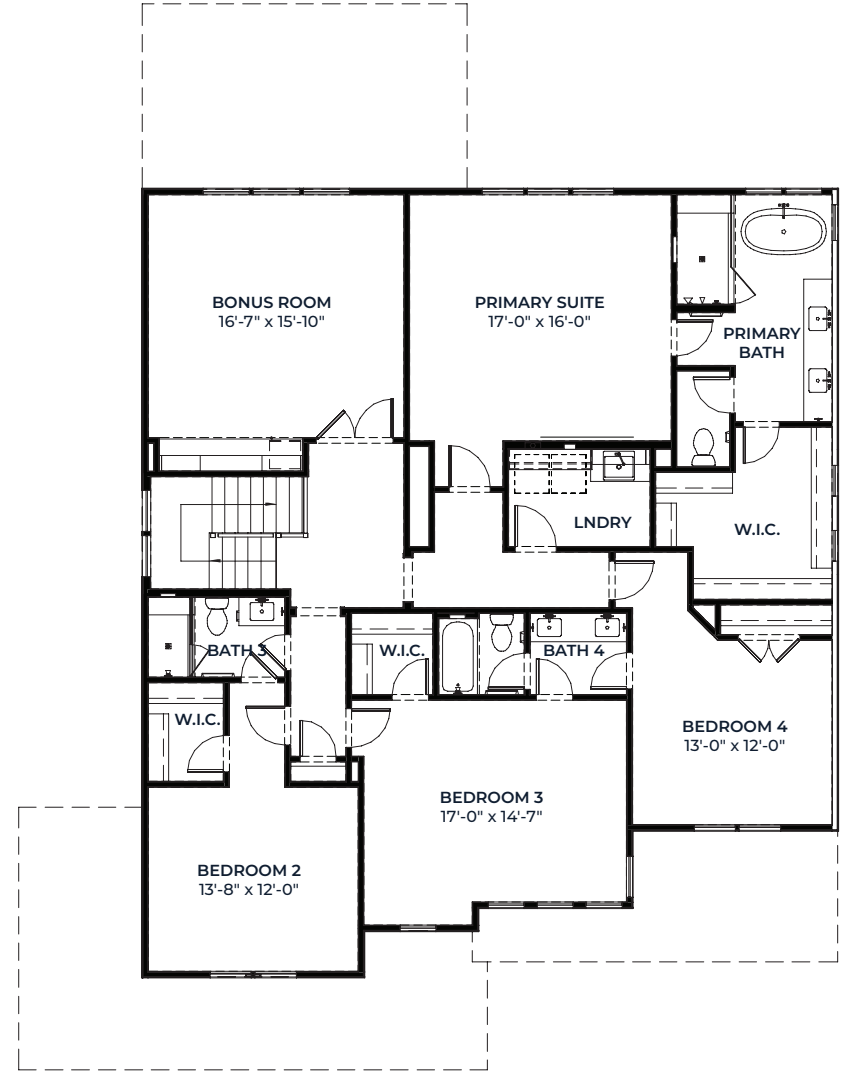 BONUS ROOM
16'-7" x 15'-10"
PRIMARY SUITE
17'-0" x 16'-0"
PRIMARY
BATH
LNDRY
W.I.C.
BATH 3
W.I.C.
BATH 4
W.I.C.
BEDROOM 4
13'-0" x 12'-0"
BEDROOM 3
17'-0" x 14'-7"
BEDROOM 2
13'-8" x 12'-0"